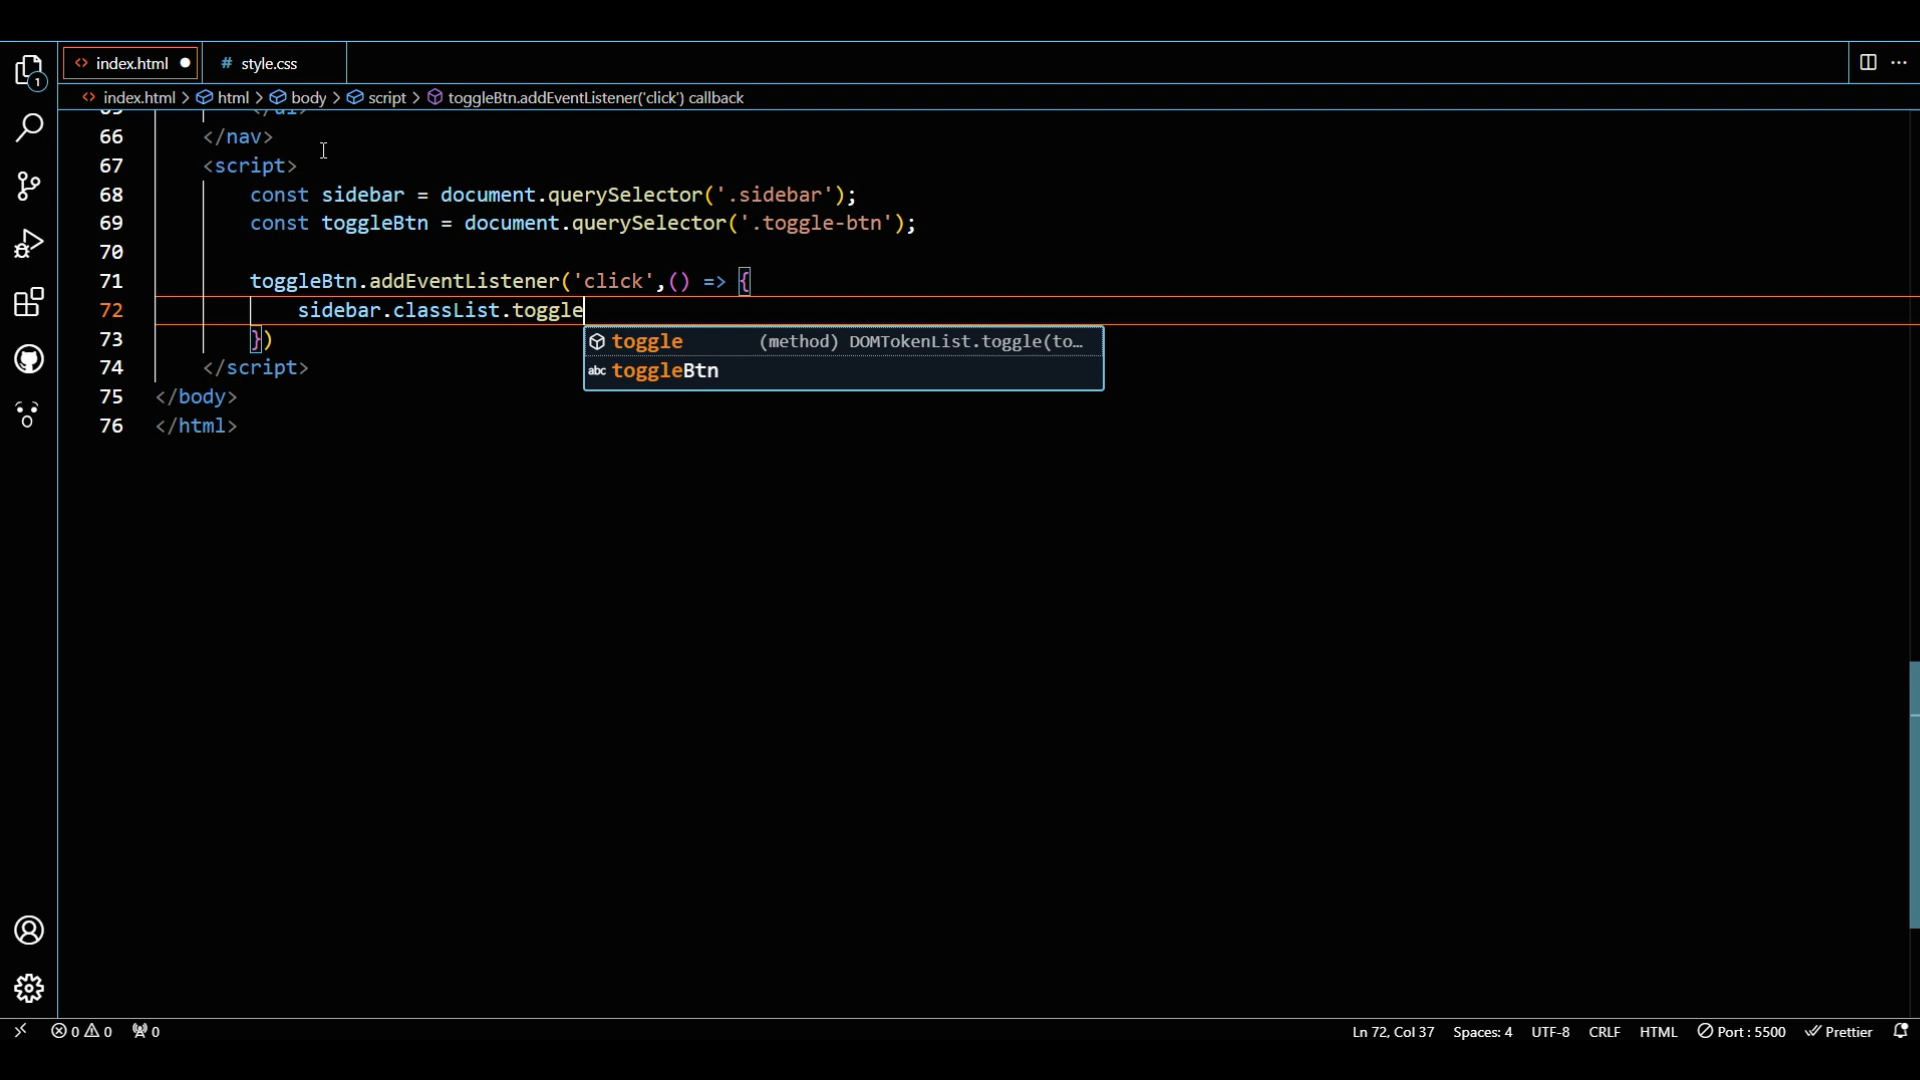 index.html
# style.css
index.html > html > body > script > toggleBtn.addEventListener('click') callback
65 </ul>
66 </nav>
67 <script>
68 const sidebar = document.querySelector('.sidebar');
69 const toggleBtn = document.querySelector('.toggle-btn');
70
71 toggleBtn.addEventListener('click',() => {
72 sidebar.classList.toggle
73 })
toggle (method) DOMTokenList.toggle(to…
74 </script>
abc toggleBtn
75 </body>
76 </html>
1
0 0 0 Ln 72, Col 37 Spaces: 4 UTF-8 CRLF HTML Port : 5500 Prettier